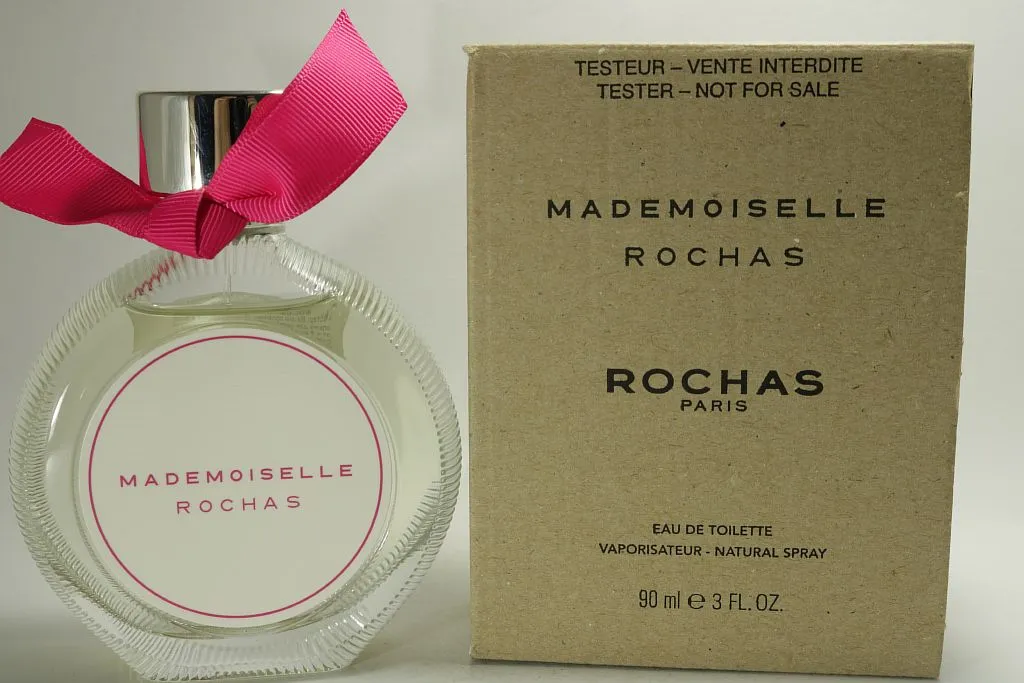 MADEMOISELLE
ROCHAS
TESTEUR – VENTE INTERDITE
TESTER – NOT FOR SALE
MADEMOISELLE
ROCHAS
ROCHAS
PARIS
EAU DE TOILETTE
VAPORISATEUR - NATURAL SPRAY
90 ml ℮ 3 FL. OZ.